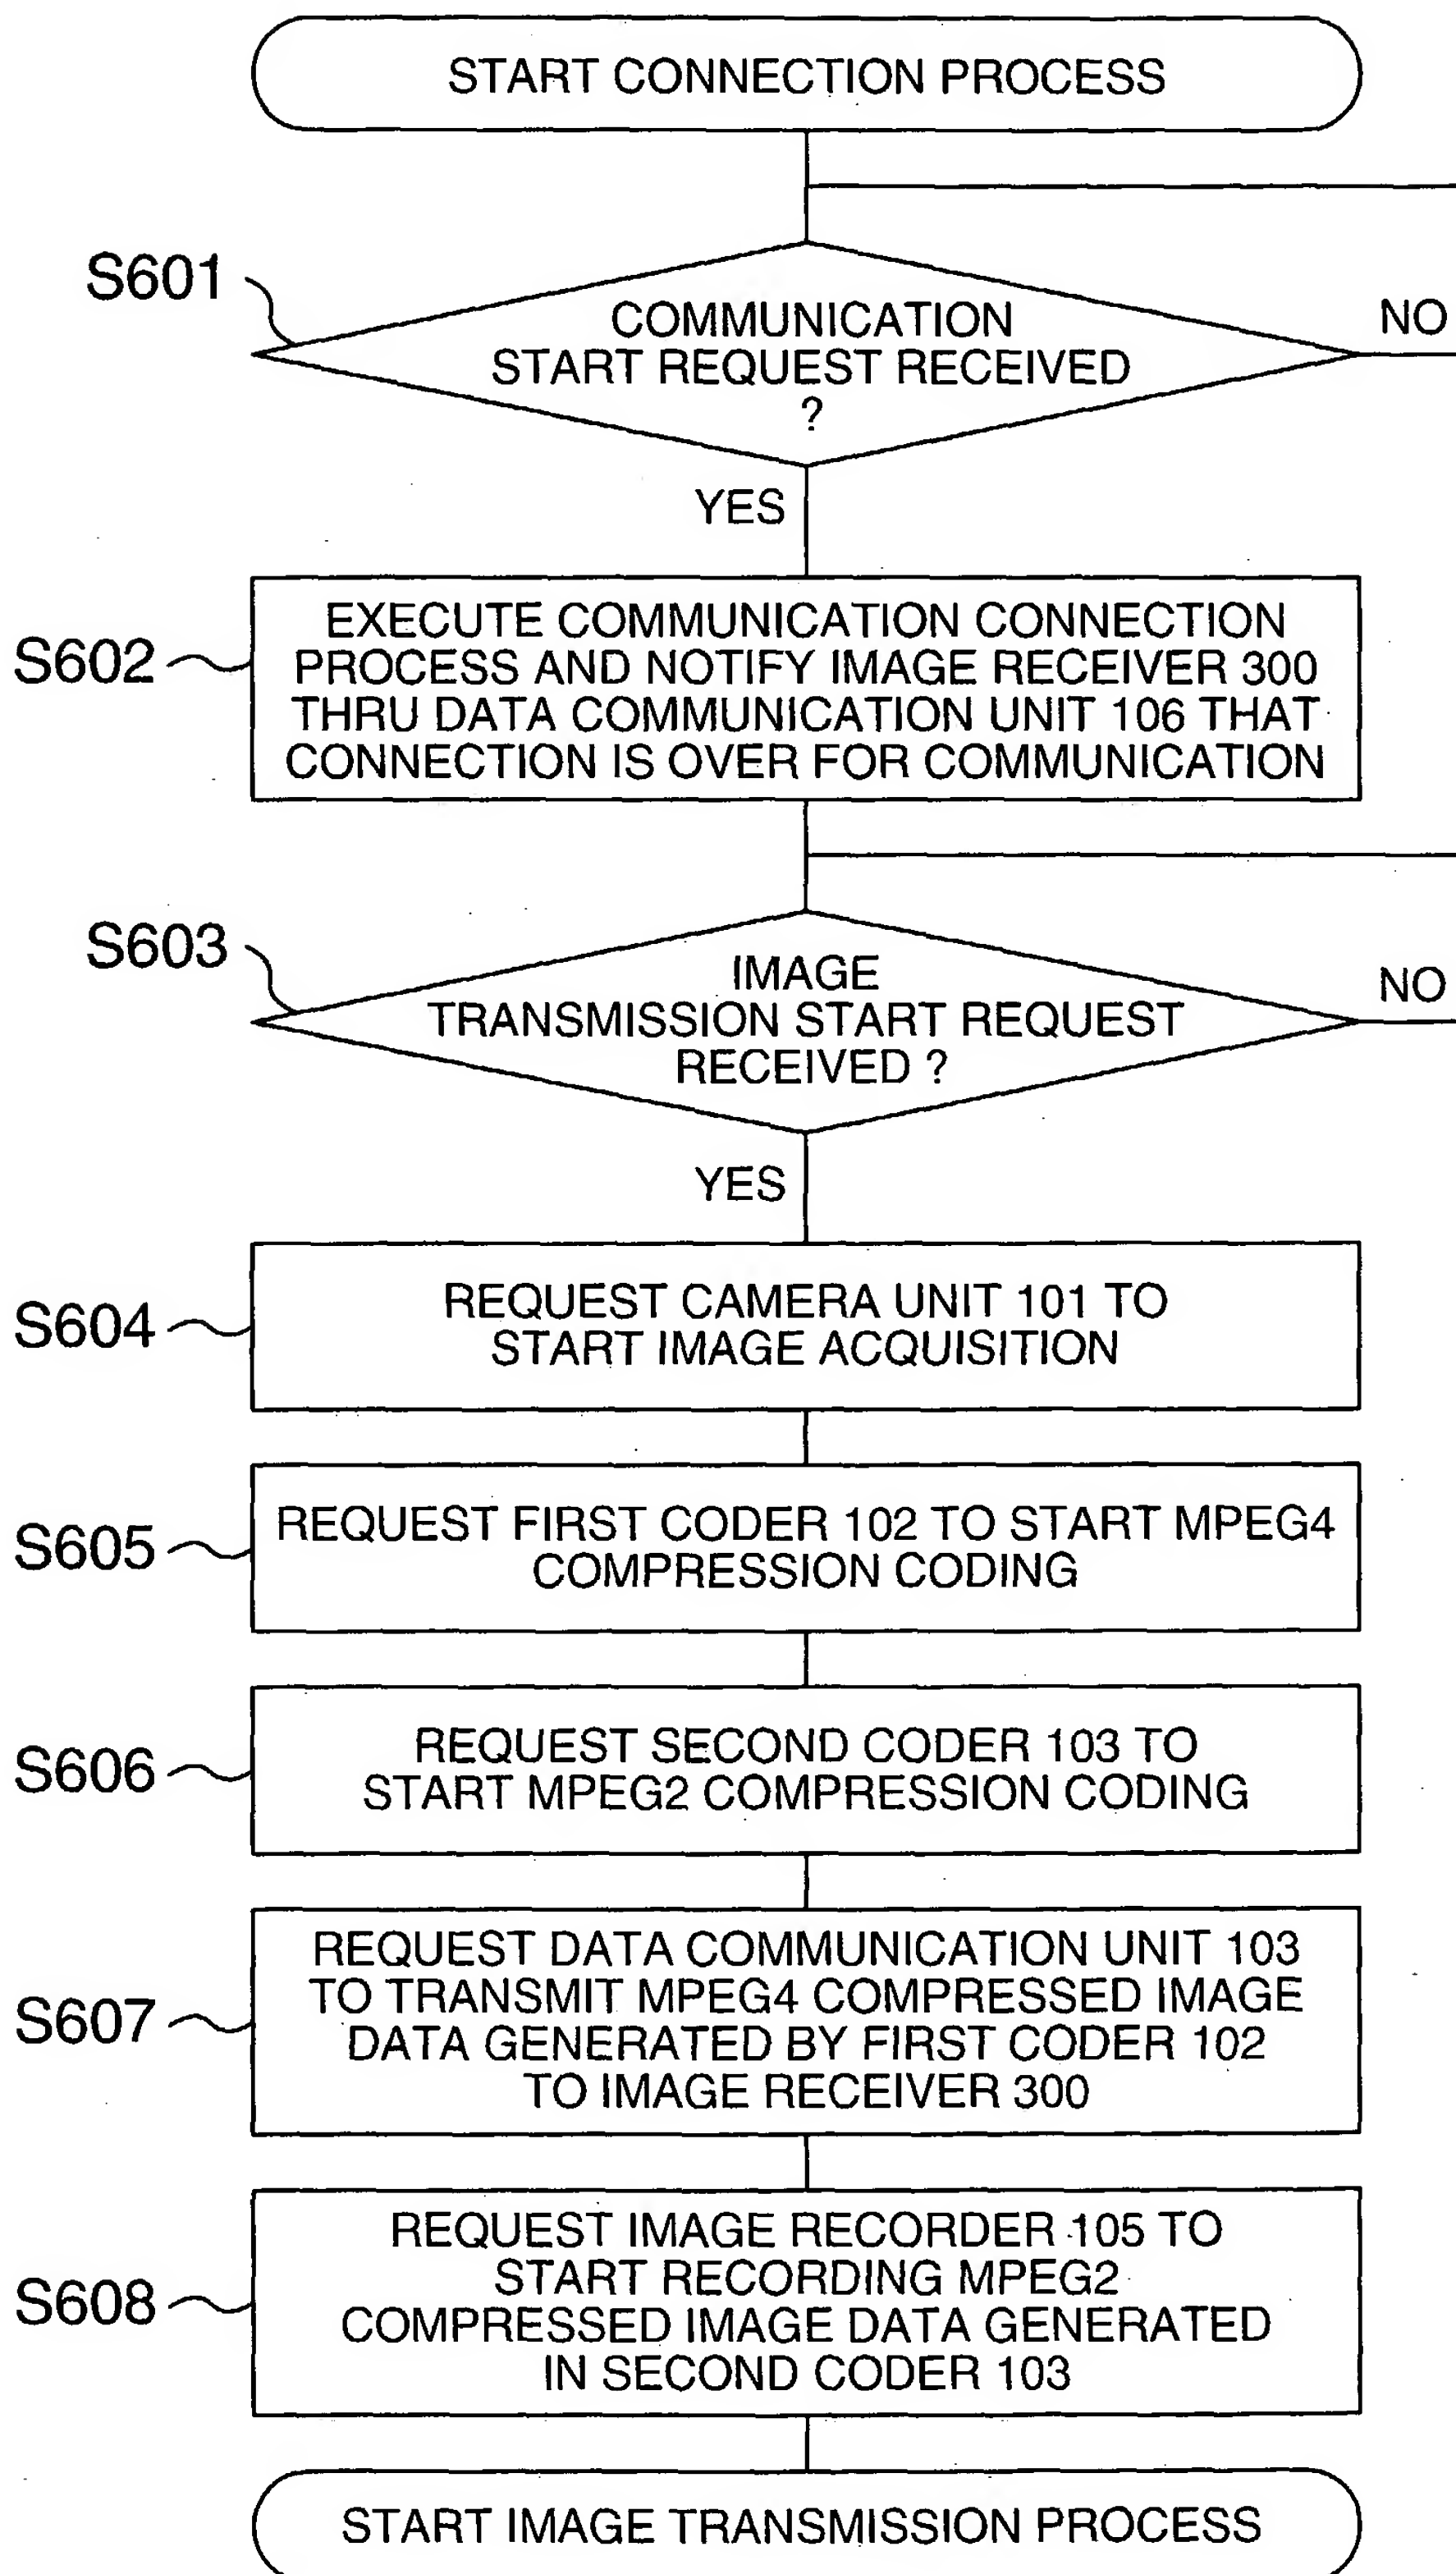 START CONNECTION PROCESS
S601
COMMUNICATION
START REQUEST RECEIVED
?
NO
YES
S602
EXECUTE COMMUNICATION CONNECTION
PROCESS AND NOTIFY IMAGE RECEIVER 300
THRU DATA COMMUNICATION UNIT 106 THAT
CONNECTION IS OVER FOR COMMUNICATION
S603
IMAGE
TRANSMISSION START REQUEST
RECEIVED ?
NO
YES
S604
REQUEST CAMERA UNIT 101 TO
START IMAGE ACQUISITION
S605
REQUEST FIRST CODER 102 TO START MPEG4
COMPRESSION CODING
S606
REQUEST SECOND CODER 103 TO
START MPEG2 COMPRESSION CODING
S607
REQUEST DATA COMMUNICATION UNIT 103
TO TRANSMIT MPEG4 COMPRESSED IMAGE
DATA GENERATED BY FIRST CODER 102
TO IMAGE RECEIVER 300
S608
REQUEST IMAGE RECORDER 105 TO
START RECORDING MPEG2
COMPRESSED IMAGE DATA GENERATED
IN SECOND CODER 103
START IMAGE TRANSMISSION PROCESS